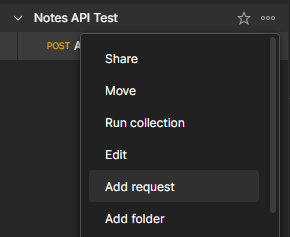 Notes API Test
POST
Share
Move
Run collection
Edit
Add request
Add folder